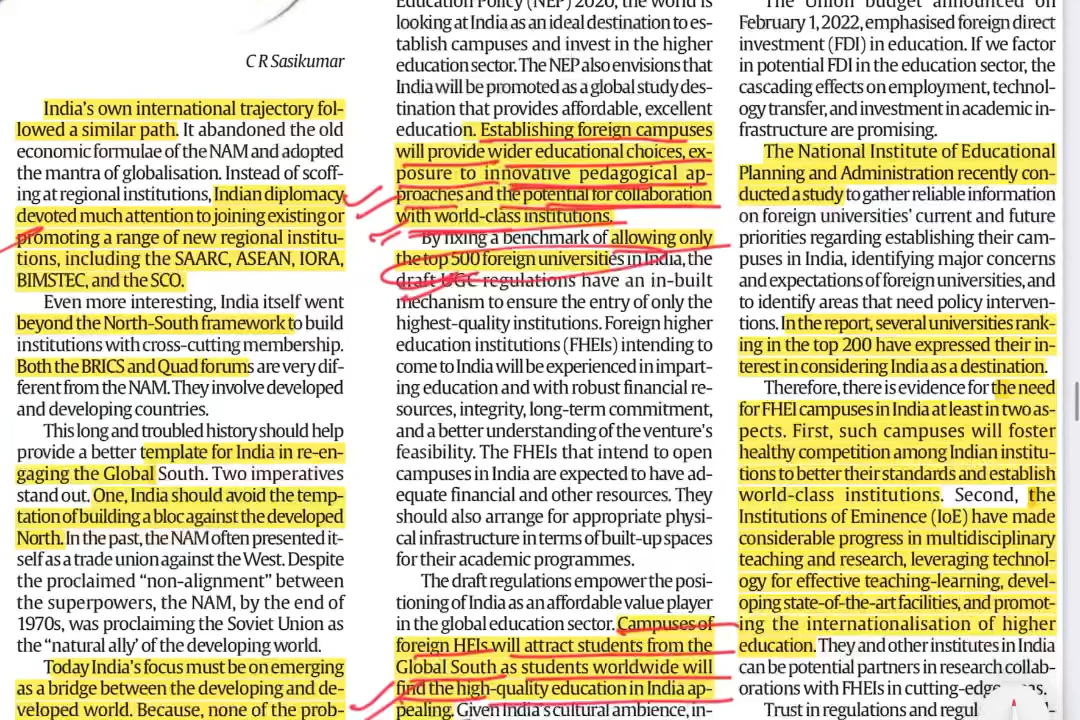 C R Sasikumar
India's own international trajectory fol-
lowed a similar path. It abandoned the old
economic formulae of the NAM and adopted
the mantra of globalisation. Instead of scoff-
ing at regional institutions, Indian diplomacy
devoted much attention to joining existing or
promoting a range of new regional institu-
tions, including the SAARC, ASEAN, IORA,
BIMSTEC, and the SCO.
Even more interesting, India itself went
beyond the North-South framework to build
institutions with cross-cutting membership.
Both the BRICS and Quad forums are very dif-
ferent from the NAM. They involve developed
and developing countries.
This long and troubled history should help
provide a better template for India in re-en-
gaging the Global South. Two imperatives
stand out. One, India should avoid the temp-
tation of building a bloc against the developed
North. In the past, the NAM often presented it-
self as a trade union against the West. Despite
the proclaimed “non-alignment” between
the superpowers, the NAM, by the end of
1970s, was proclaiming the Soviet Union as
the “natural ally’ of the developing world.
Today India's focus must be on emerging
as a bridge between the developing and de-
veloped world. Because, none of the prob-
Education Policy (NEP) 2020, the world is
looking at India as an ideal destination to es-
tablish campuses and invest in the higher
education sector. The NEP also envisions that
India will be promoted as a global study des-
tination that provides affordable, excellent
education. Establishing foreign campuses
will provide wider educational choices, ex-
posure to innovative pedagogical ap-
proaches and the potential for collaboration
with world-class institutions.
By fixing a benchmark of allowing only
the top 500 foreign universities in India, the
draft UGC regulations have an in-built
mechanism to ensure the entry of only the
highest-quality institutions. Foreign higher
education institutions (FHEIs) intending to
come to India will be experienced in impart-
ing education and with robust financial re-
sources, integrity, long-term commitment,
and a better understanding of the venture's
feasibility. The FHEIs that intend to open
campuses in India are expected to have ad-
equate financial and other resources. They
should also arrange for appropriate physi-
cal infrastructure in terms of built-up spaces
for their academic programmes.
The draft regulations empower the posi-
tioning of India as an affordable value player
in the global education sector. Campuses of
foreign HEIs will attract students from the
Global South as students worldwide will
find the high-quality education in India ap-
pealing. Given India's cultural ambience, in-
The Union budget announced on
February 1, 2022, emphasised foreign direct
investment (FDI) in education. If we factor
in potential FDI in the education sector, the
cascading effects on employment, technol-
ogy transfer, and investment in academic in-
frastructure are promising.
The National Institute of Educational
Planning and Administration recently con-
ducted a study to gather reliable information
on foreign universities' current and future
priorities regarding establishing their cam-
puses in India, identifying major concerns
and expectations of foreign universities, and
to identify areas that need policy interven-
tions. In the report, several universities rank-
ing in the top 200 have expressed their in-
terest in considering India as a destination.
Therefore, there is evidence for the need
for FHEI campuses in India at least in two as-
pects. First, such campuses will foster
healthy competition among Indian institu-
tions to better their standards and establish
world-class institutions. Second, the
Institutions of Eminence (IoE) have made
considerable progress in multidisciplinary
teaching and research, leveraging technol-
ogy for effective teaching-learning, devel-
oping state-of-the-art facilities, and promot-
ing the internationalisation of higher
education. They and other institutions in India
can be potential partners in research collab-
orations with FHEIs in cutting-edge
Trust in regulations and regul